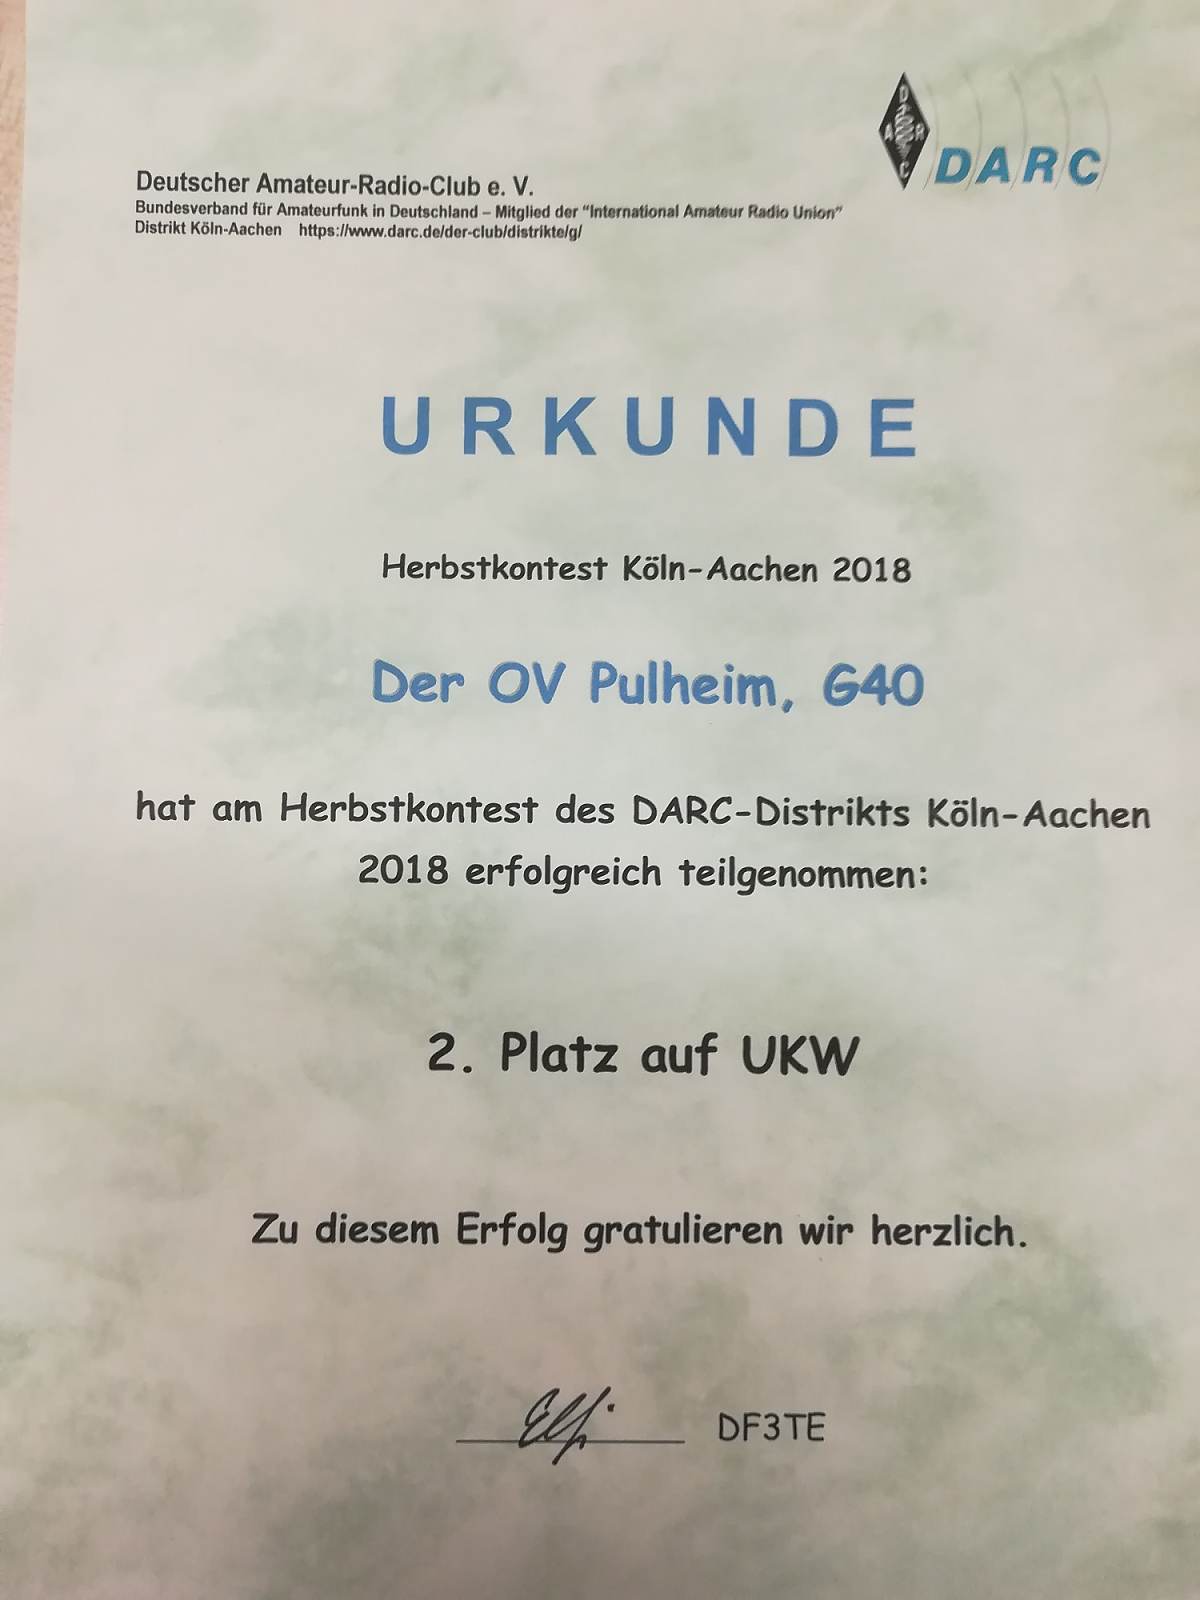 DARC
DARC
Deutscher Amateur-Radio-Club e. V.
Bundesverband für Amateurfunk in Deutschland – Mitglied der "International Amateur Radio Union"
Distrikt Köln-Aachen https://www.darc.de/der-club/distrikte/g/
URKUNDE
Herbstkontest Köln-Aachen 2018
Der OV Pulheim, G40
hat am Herbstkontest des DARC-Distrikts Köln-Aachen
2018 erfolgreich teilgenommen:
2. Platz auf UKW
Zu diesem Erfolg gratulieren wir herzlich.
Elfi
DF3TE